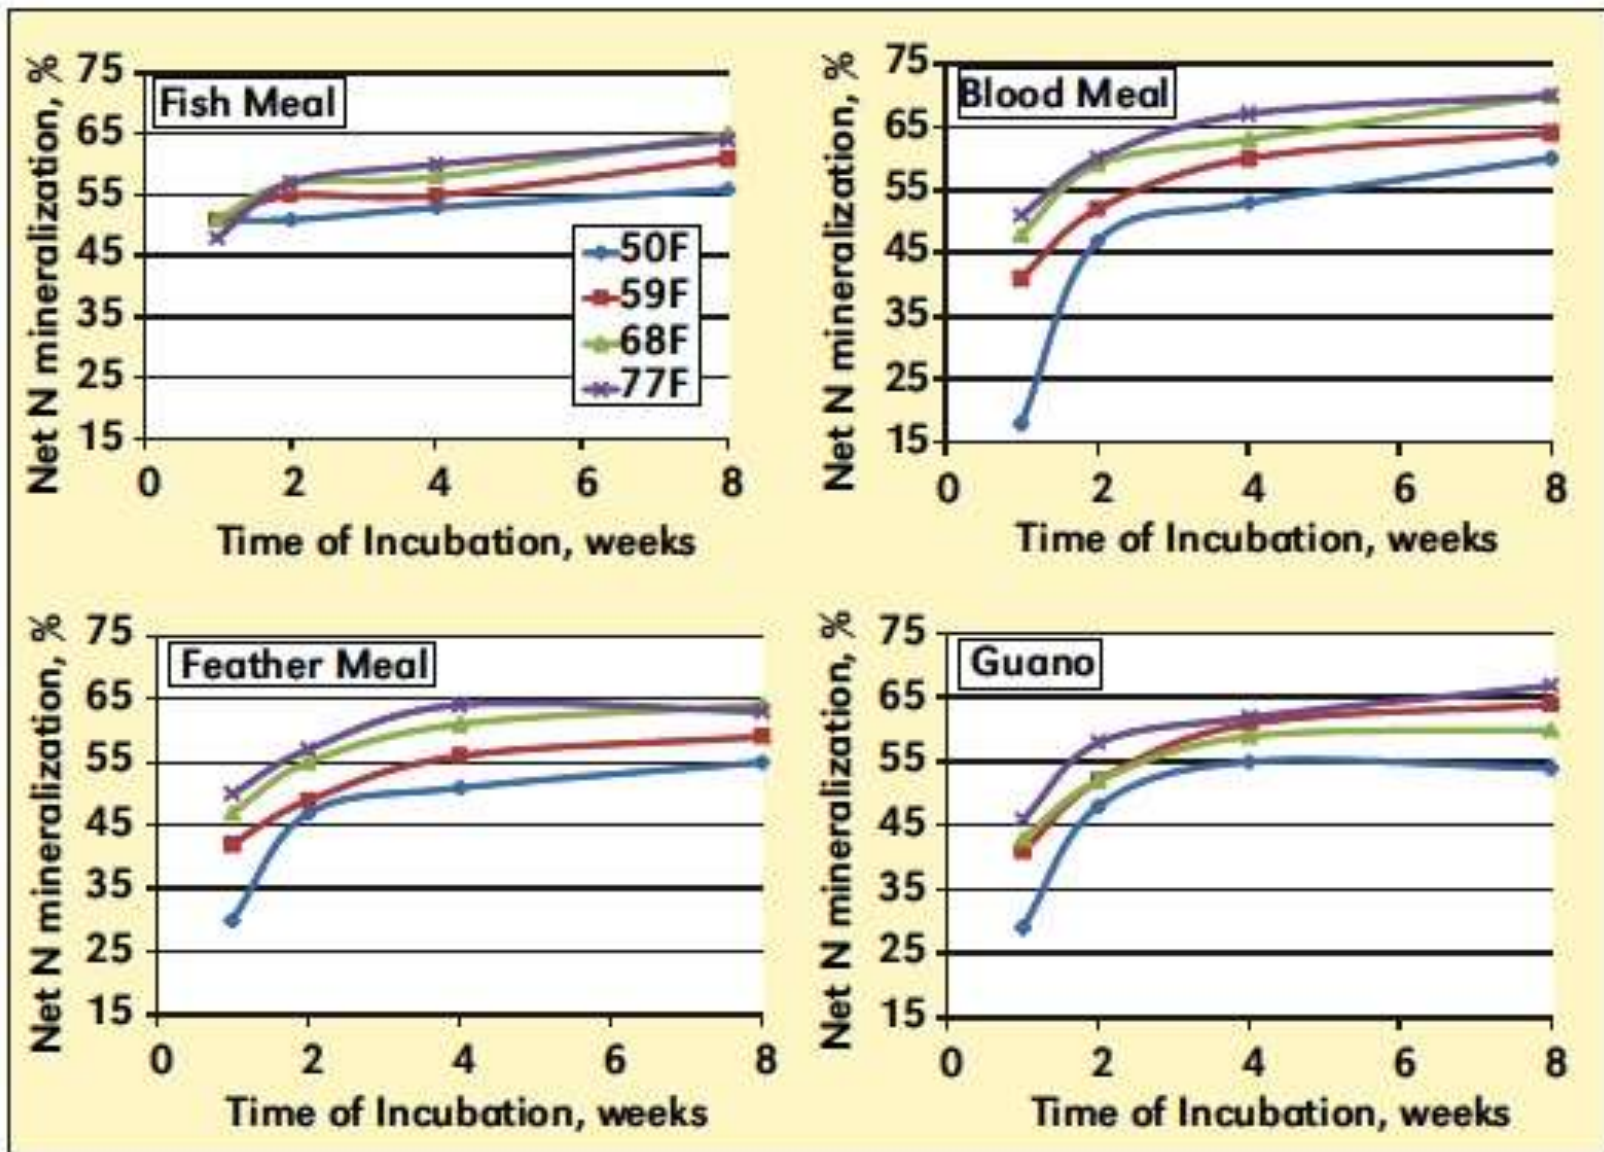 Net N mineralization, %
75
65
55
45
35
25
15
Fish Meal
50F
59F
68F
77F
0 2 4 6 8
Time of Incubation, weeks
Net N mineralization, %
75
65
55
45
35
25
15
Blood Meal
0 2 4 6 8
Time of Incubation, weeks
Net N mineralization, %
75
65
55
45
35
25
15
Feather Meal
0 2 4 6 8
Time of Incubation, weeks
Net N mineralization, %
75
65
55
45
35
25
15
Guano
0 2 4 6 8
Time of Incubation, weeks